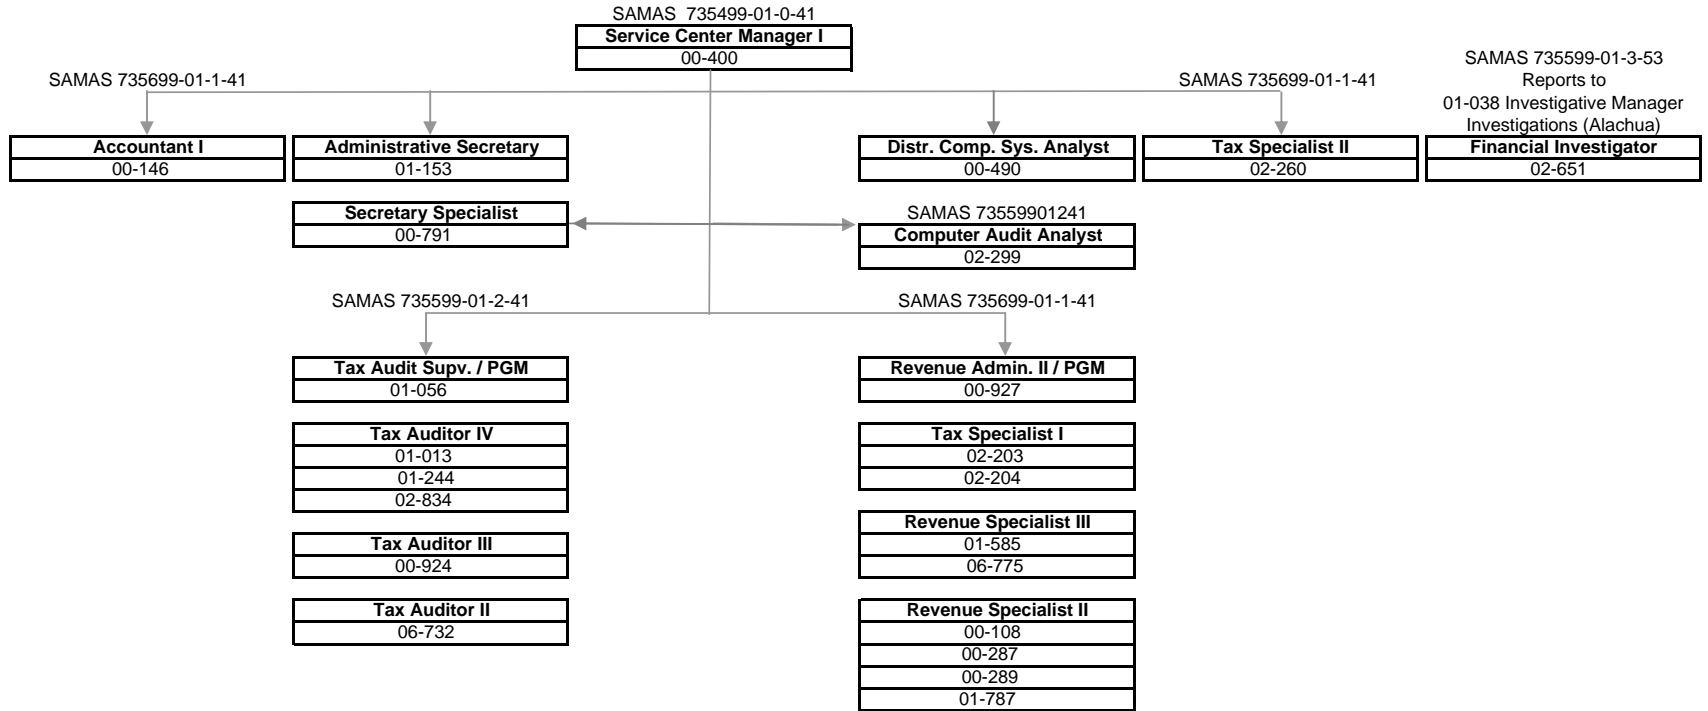 SAMAS  735499-01-0-41
Service Center Manager I
00-400
SAMAS 735699-01-1-41
SAMAS 735699-01-1-41
SAMAS 735599-01-3-53
Reports to
01-038 Investigative Manager
Investigations (Alachua)
Accountant I
00-146
Administrative Secretary
01-153
Distr. Comp. Sys. Analyst
00-490
Tax Specialist II
02-260
Financial Investigator
02-651
Secretary Specialist
00-791
SAMAS 73559901241
Computer Audit Analyst
02-299
SAMAS 735599-01-2-41
Tax Audit Supv. / PGM
01-056
Tax Auditor IV
01-013
01-244
02-834
Tax Auditor III
00-924
Tax Auditor II
06-732
SAMAS 735699-01-1-41
Revenue Admin. II / PGM
00-927
Tax Specialist I
02-203
02-204
Revenue Specialist III
01-585
06-775
Revenue Specialist II
00-108
00-287
00-289
01-787